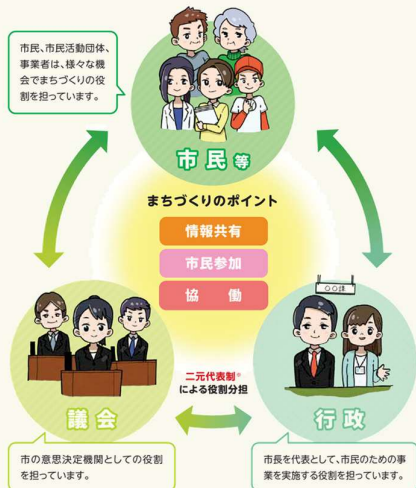 市民、市民活動団体、
事業者は、様々な機
会でまちづくりの役
割を担っています。
市民等
まちづくりのポイント
情報共有
市民参加
協働
〇〇課
二元代表制※
による役割分担
議会
行政
市の意思決定機関としての役割
を担っています。
市長を代表として、市民のための事
業を実施する役割を担っています。